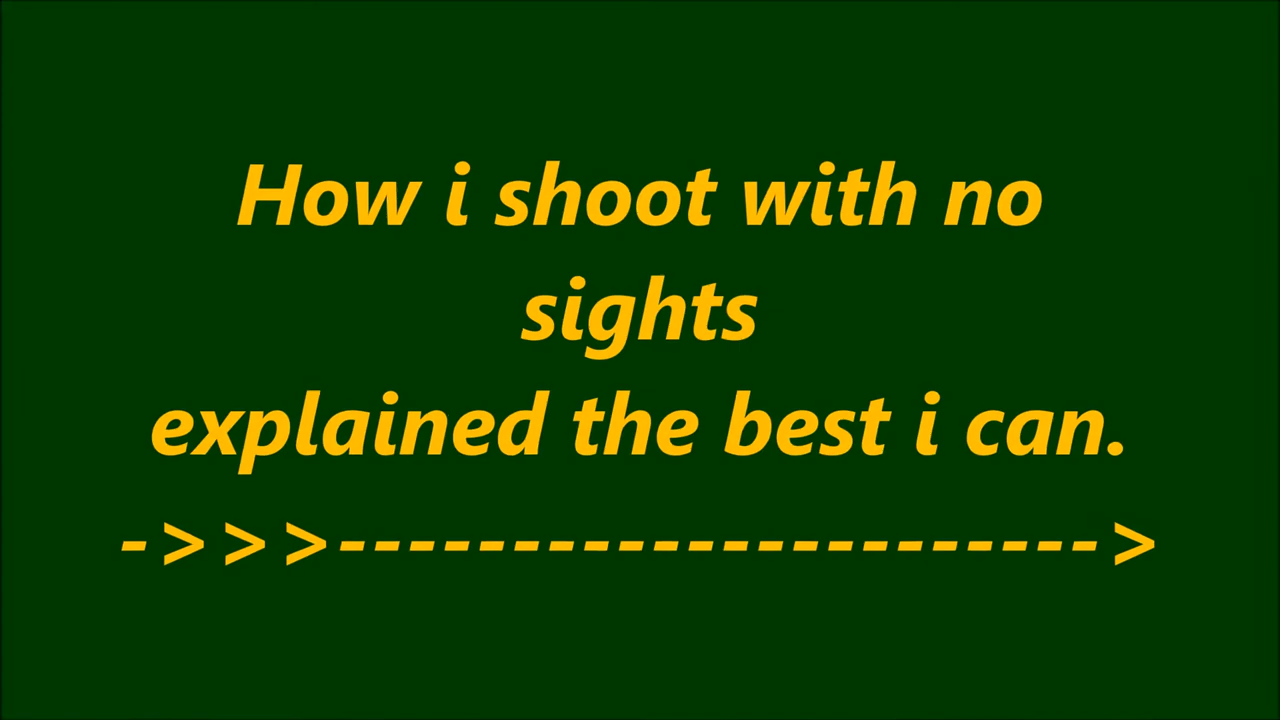 How i shoot with no
sights
explained the best i can.
->>>---------------------->